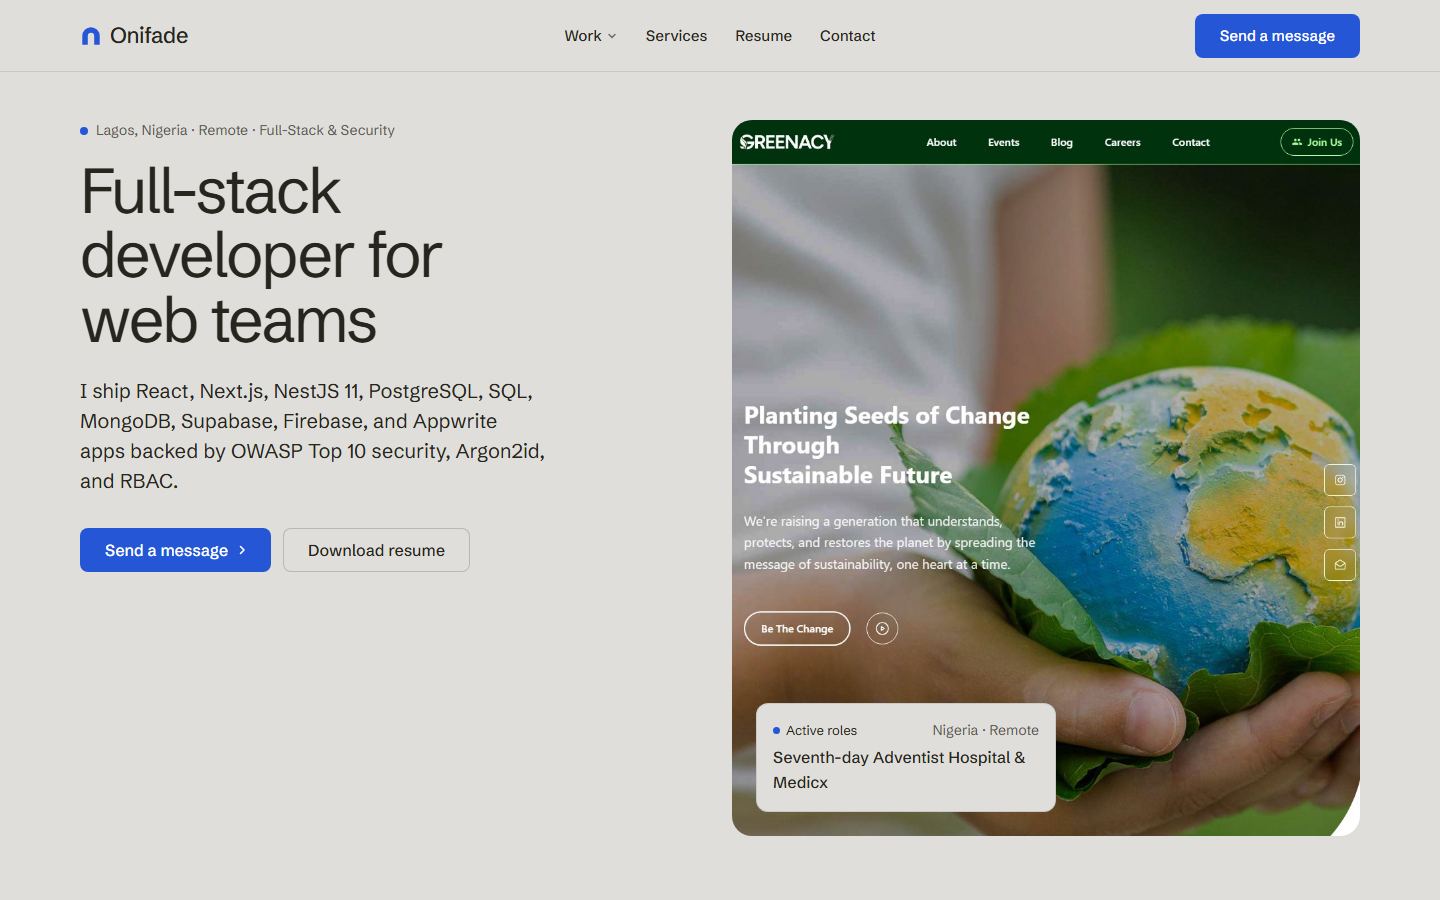 Onifade
Work
Services
Resume
Contact
Send a message
Lagos, Nigeria · Remote · Full-Stack & Security
Full-stack
developer for
web teams
I ship React, Next.js, NestJS 11, PostgreSQL, SQL,
MongoDB, Supabase, Firebase, and Appwrite
apps backed by OWASP Top 10 security, Argon2id,
and RBAC.
Send a message
Download resume
GREENACY
About
Events
Blog
Careers
Contact
Join Us
Planting Seeds of Change
Through
Sustainable Future
We're raising a generation that understands,
protects, and restores the planet by spreading the
message of sustainability, one heart at a time.
Be The Change
Active roles
Nigeria · Remote
Seventh-day Adventist Hospital &
Medicx